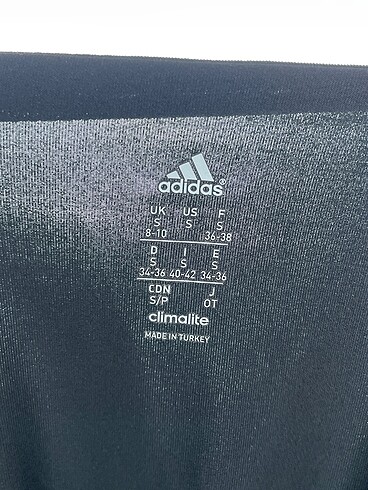 adidas
UK US F
S S S
8-10 36-38
D I E
S S S
34-36 40-42 34-36
CDN J
S/P OT
climalite
MADE IN TURKEY